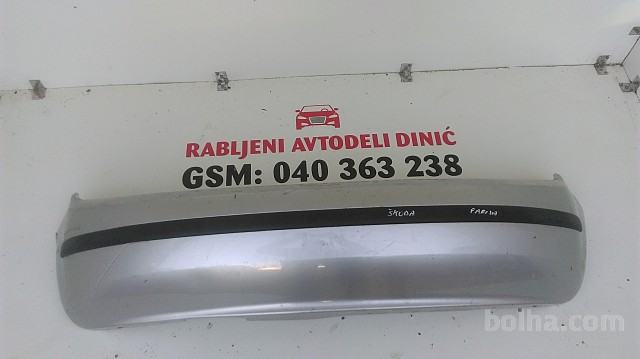 RABLJENI AVTODELI DINIĆ
GSM: 040 363 238
ŠKODA FABIA
bolha.com